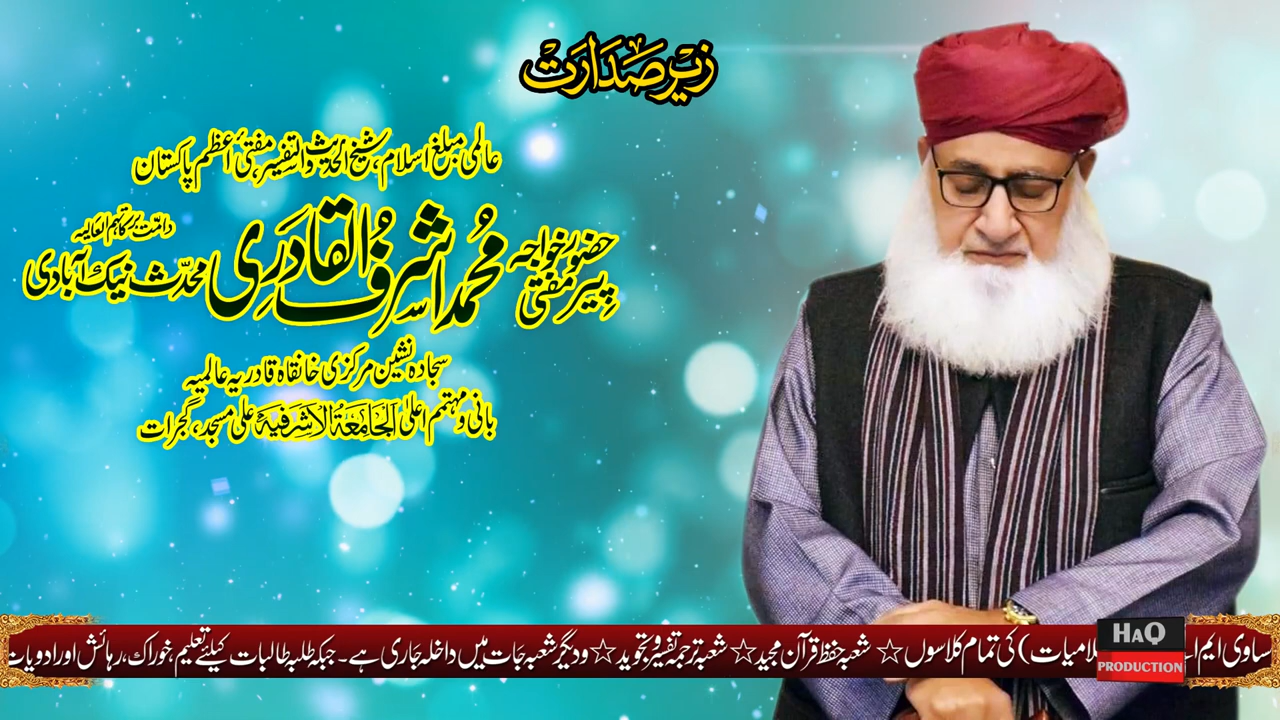 زیر صدارت
عالمی مبلغ اسلام، شیخ الحدیث والتفسیر، مفتیٔ اعظم پاکستان
حضور خواجہ پیر مفتی محمد اشرف القادری محدّث نیک آبادی دامت برکاتہم العالیہ
سجادہ نشین مرکزی خانقاہ قادریہ عالمیہ
بانی و مہتمم اعلیٰ الجامعۃ الاشرفیہ علی مسجد، گجرات
ساوی ایم اے لامیات) کی تمام کلاسوں ☆ شعبہ حفظ قرآن مجید ☆ شعبہ ترجمہ تفسیر و تجوید ☆ و دیگر شعبہ جات میں داخلہ جاری ہے۔ جبکہ طلبہ طالبات کیلئے تعلیم، خوراک، رہائش اور ادویات
HAQ
PRODUCTION